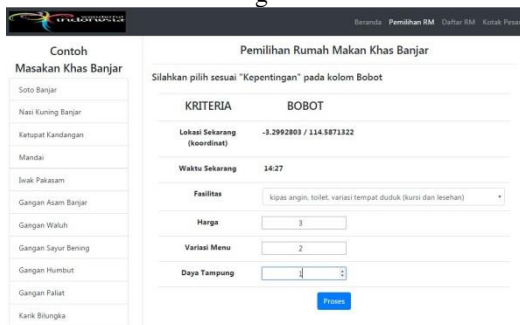 indonesia
Beranda Pemilihan RM Daftar RM Kotak Pesan
Contoh
Masakan Khas Banjar
Soto Banjar
Nasi Kuning Banjar
Ketupat Kandangan
Mandai
Iwak Pakasam
Gangan Asam Banjar
Gangan Waluh
Gangan Sayur Bening
Gangan Humbut
Gangan Paliat
Karih Bilungka
Pemilihan Rumah Makan Khas Banjar
Silahkan pilih sesuai "Kepentingan" pada kolom Bobot
KRITERIA BOBOT
Lokasi Sekarang
(koordinat)
-3.2992803 / 114.5871322
Waktu Sekarang 14:27
Fasilitas kipas angin, toilet, variasi tempat duduk (kursi dan lesehan)
Harga 3
Variasi Menu 2
Daya Tampung 1
Proses